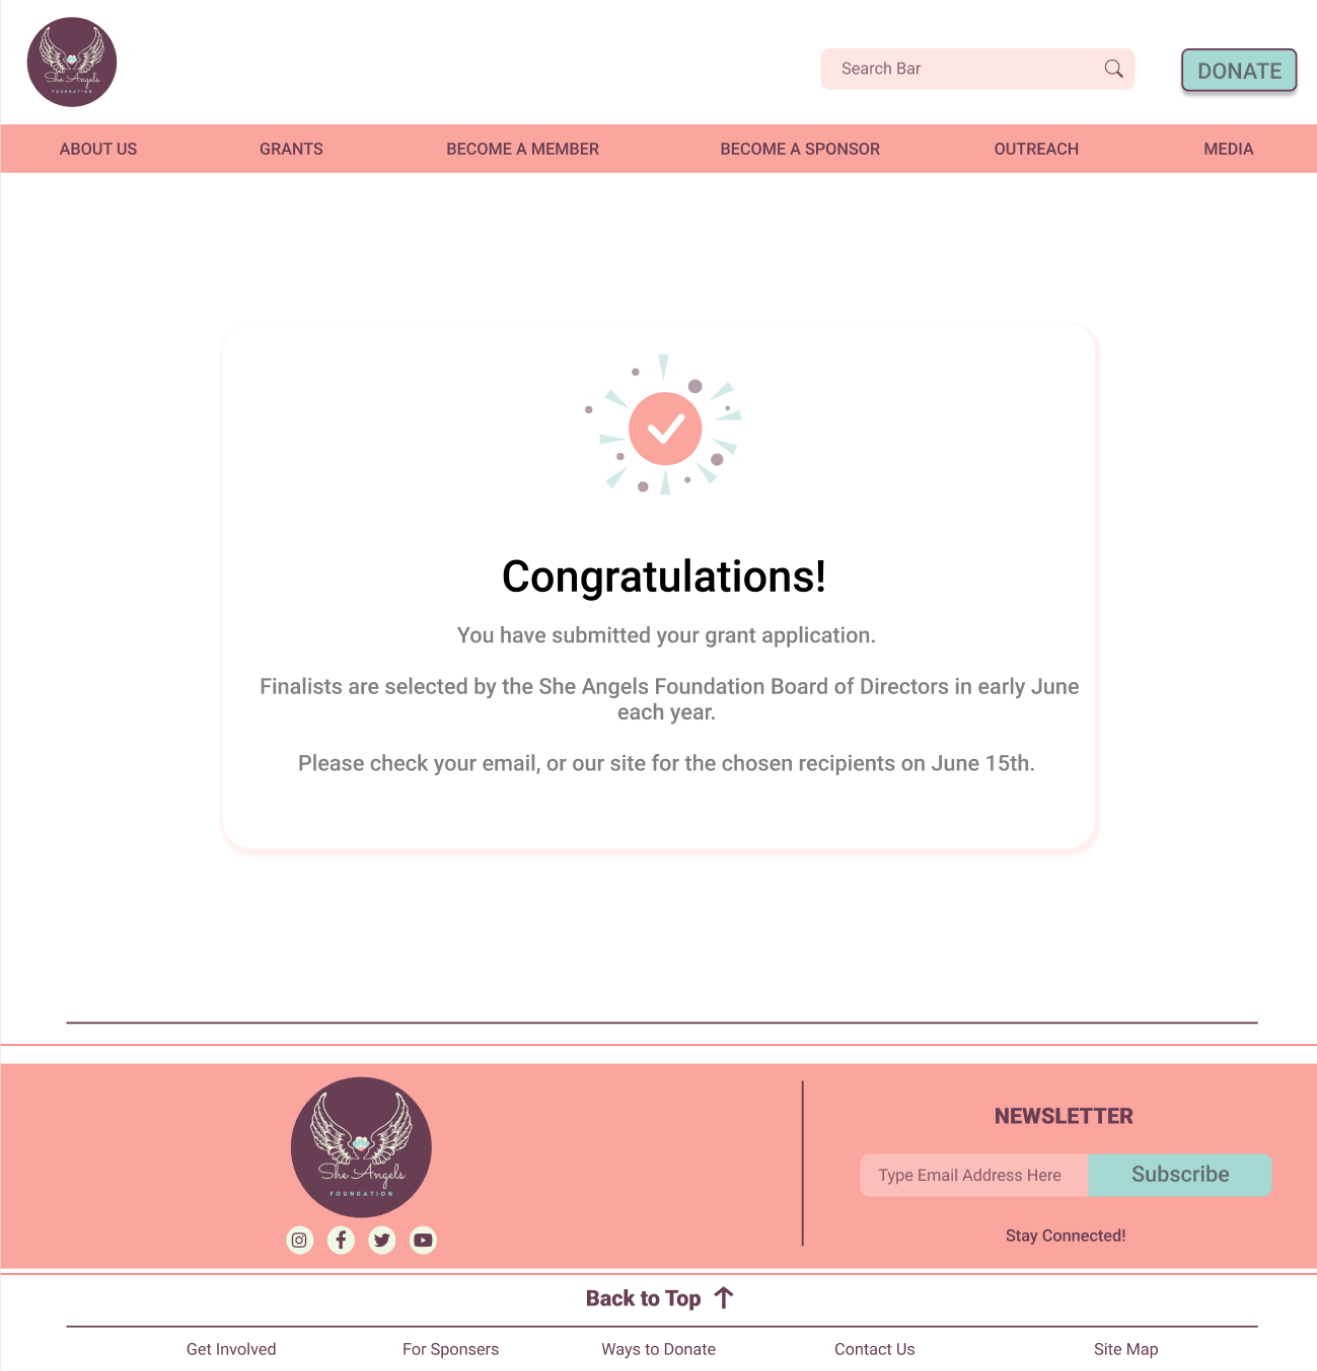 She Angels
FOUNDATION
Search Bar
DONATE
ABOUT US
GRANTS
BECOME A MEMBER
BECOME A SPONSOR
OUTREACH
MEDIA
Congratulations!
You have submitted your grant application.
Finalists are selected by the She Angels Foundation Board of Directors in early June
each year.
Please check your email, or our site for the chosen recipients on June 15th.
She Angels
FOUNDATION
NEWSLETTER
Type Email Address Here
Subscribe
Stay Connected!
Back to Top
Get Involved
For Sponsers
Ways to Donate
Contact Us
Site Map